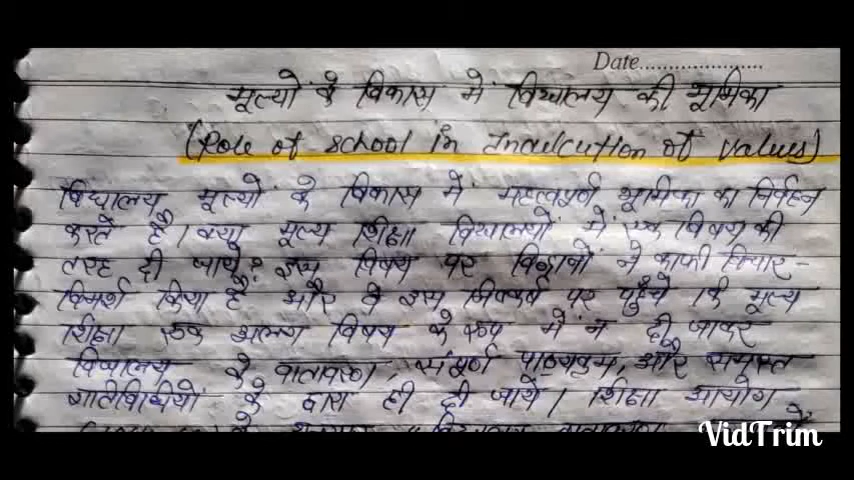 Date.....................
मूल्यों के विकास में विद्यालय की भूमिका
(Role of school in Inculcution of values)
विद्यालय मूल्यों के विकास में महत्वपूर्ण भूमिका का निर्वहन
करते है। क्या मूल्य शिक्षा विद्यालयों में एक विषय की
तरह दी जाये? इस विषय पर विद्वानों ने काफी विचार-
विमर्श किया है और वे इस निष्कर्ष पर पहुँचे कि मूल्य
शिक्षा एक अलग विषय के रूप में न दी जाकर
विद्यालय के वातावरण, संपूर्ण पाठ्यक्रम, और समस्त
गतिविधियों के द्वारा ही दी जाये। शिक्षा आयोग
के अनुसार में
VidTrim